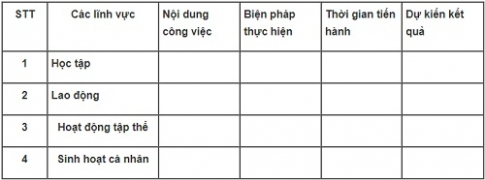 STT Các lĩnh vực Nội dung công việc Biện pháp thực hiện Thời gian tiến hành Dự kiến kết quả
1 Học tập
2 Lao động
3 Hoạt động tập thể
4 Sinh hoạt cá nhân